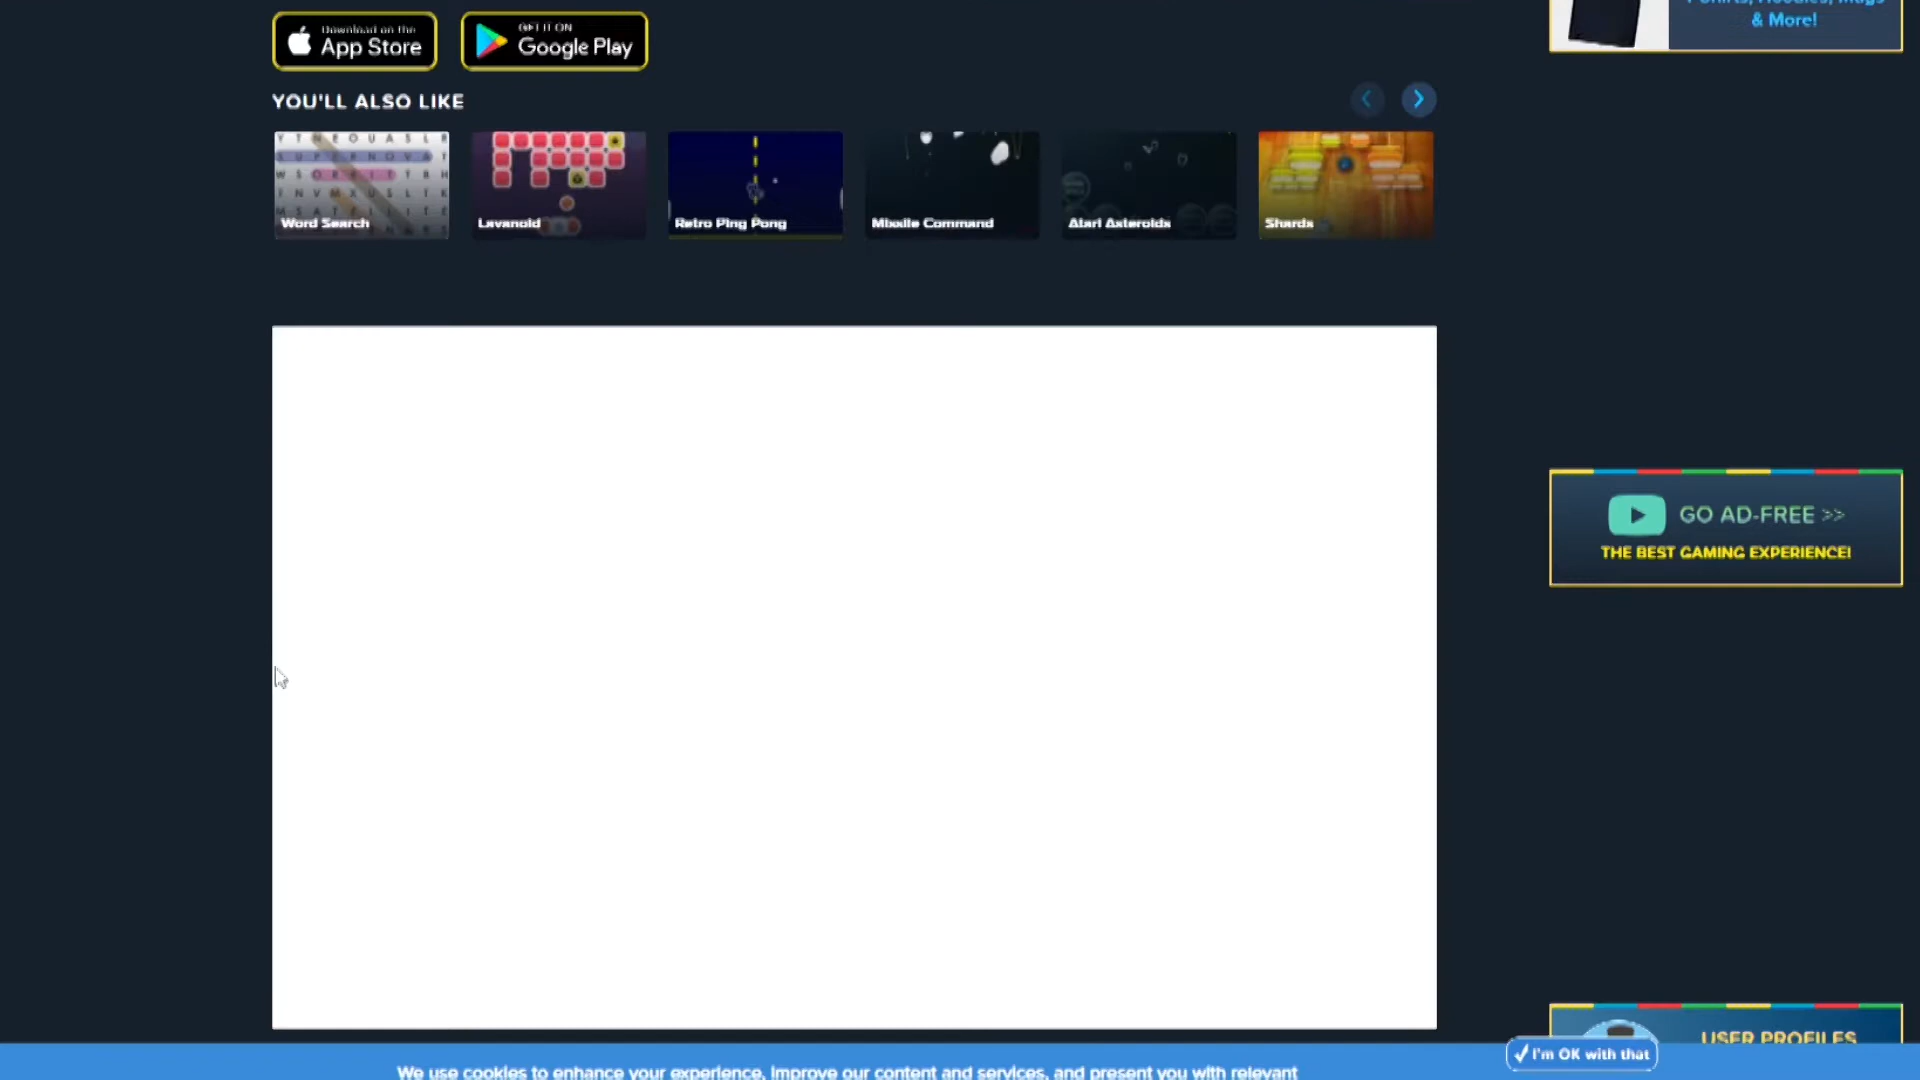 & More!
Download on the
App Store
GET IT ON
Google Play
YOU'LL ALSO LIKE
Word Search
Lavanoid
Retro Ping Pong
Missile Command
Atari Asteroids
Shards
GO AD-FREE >>
THE BEST GAMING EXPERIENCE!
USER PROFILES
I'm OK with that
We use cookies to enhance your experience, improve our content and services, and present you with relevant